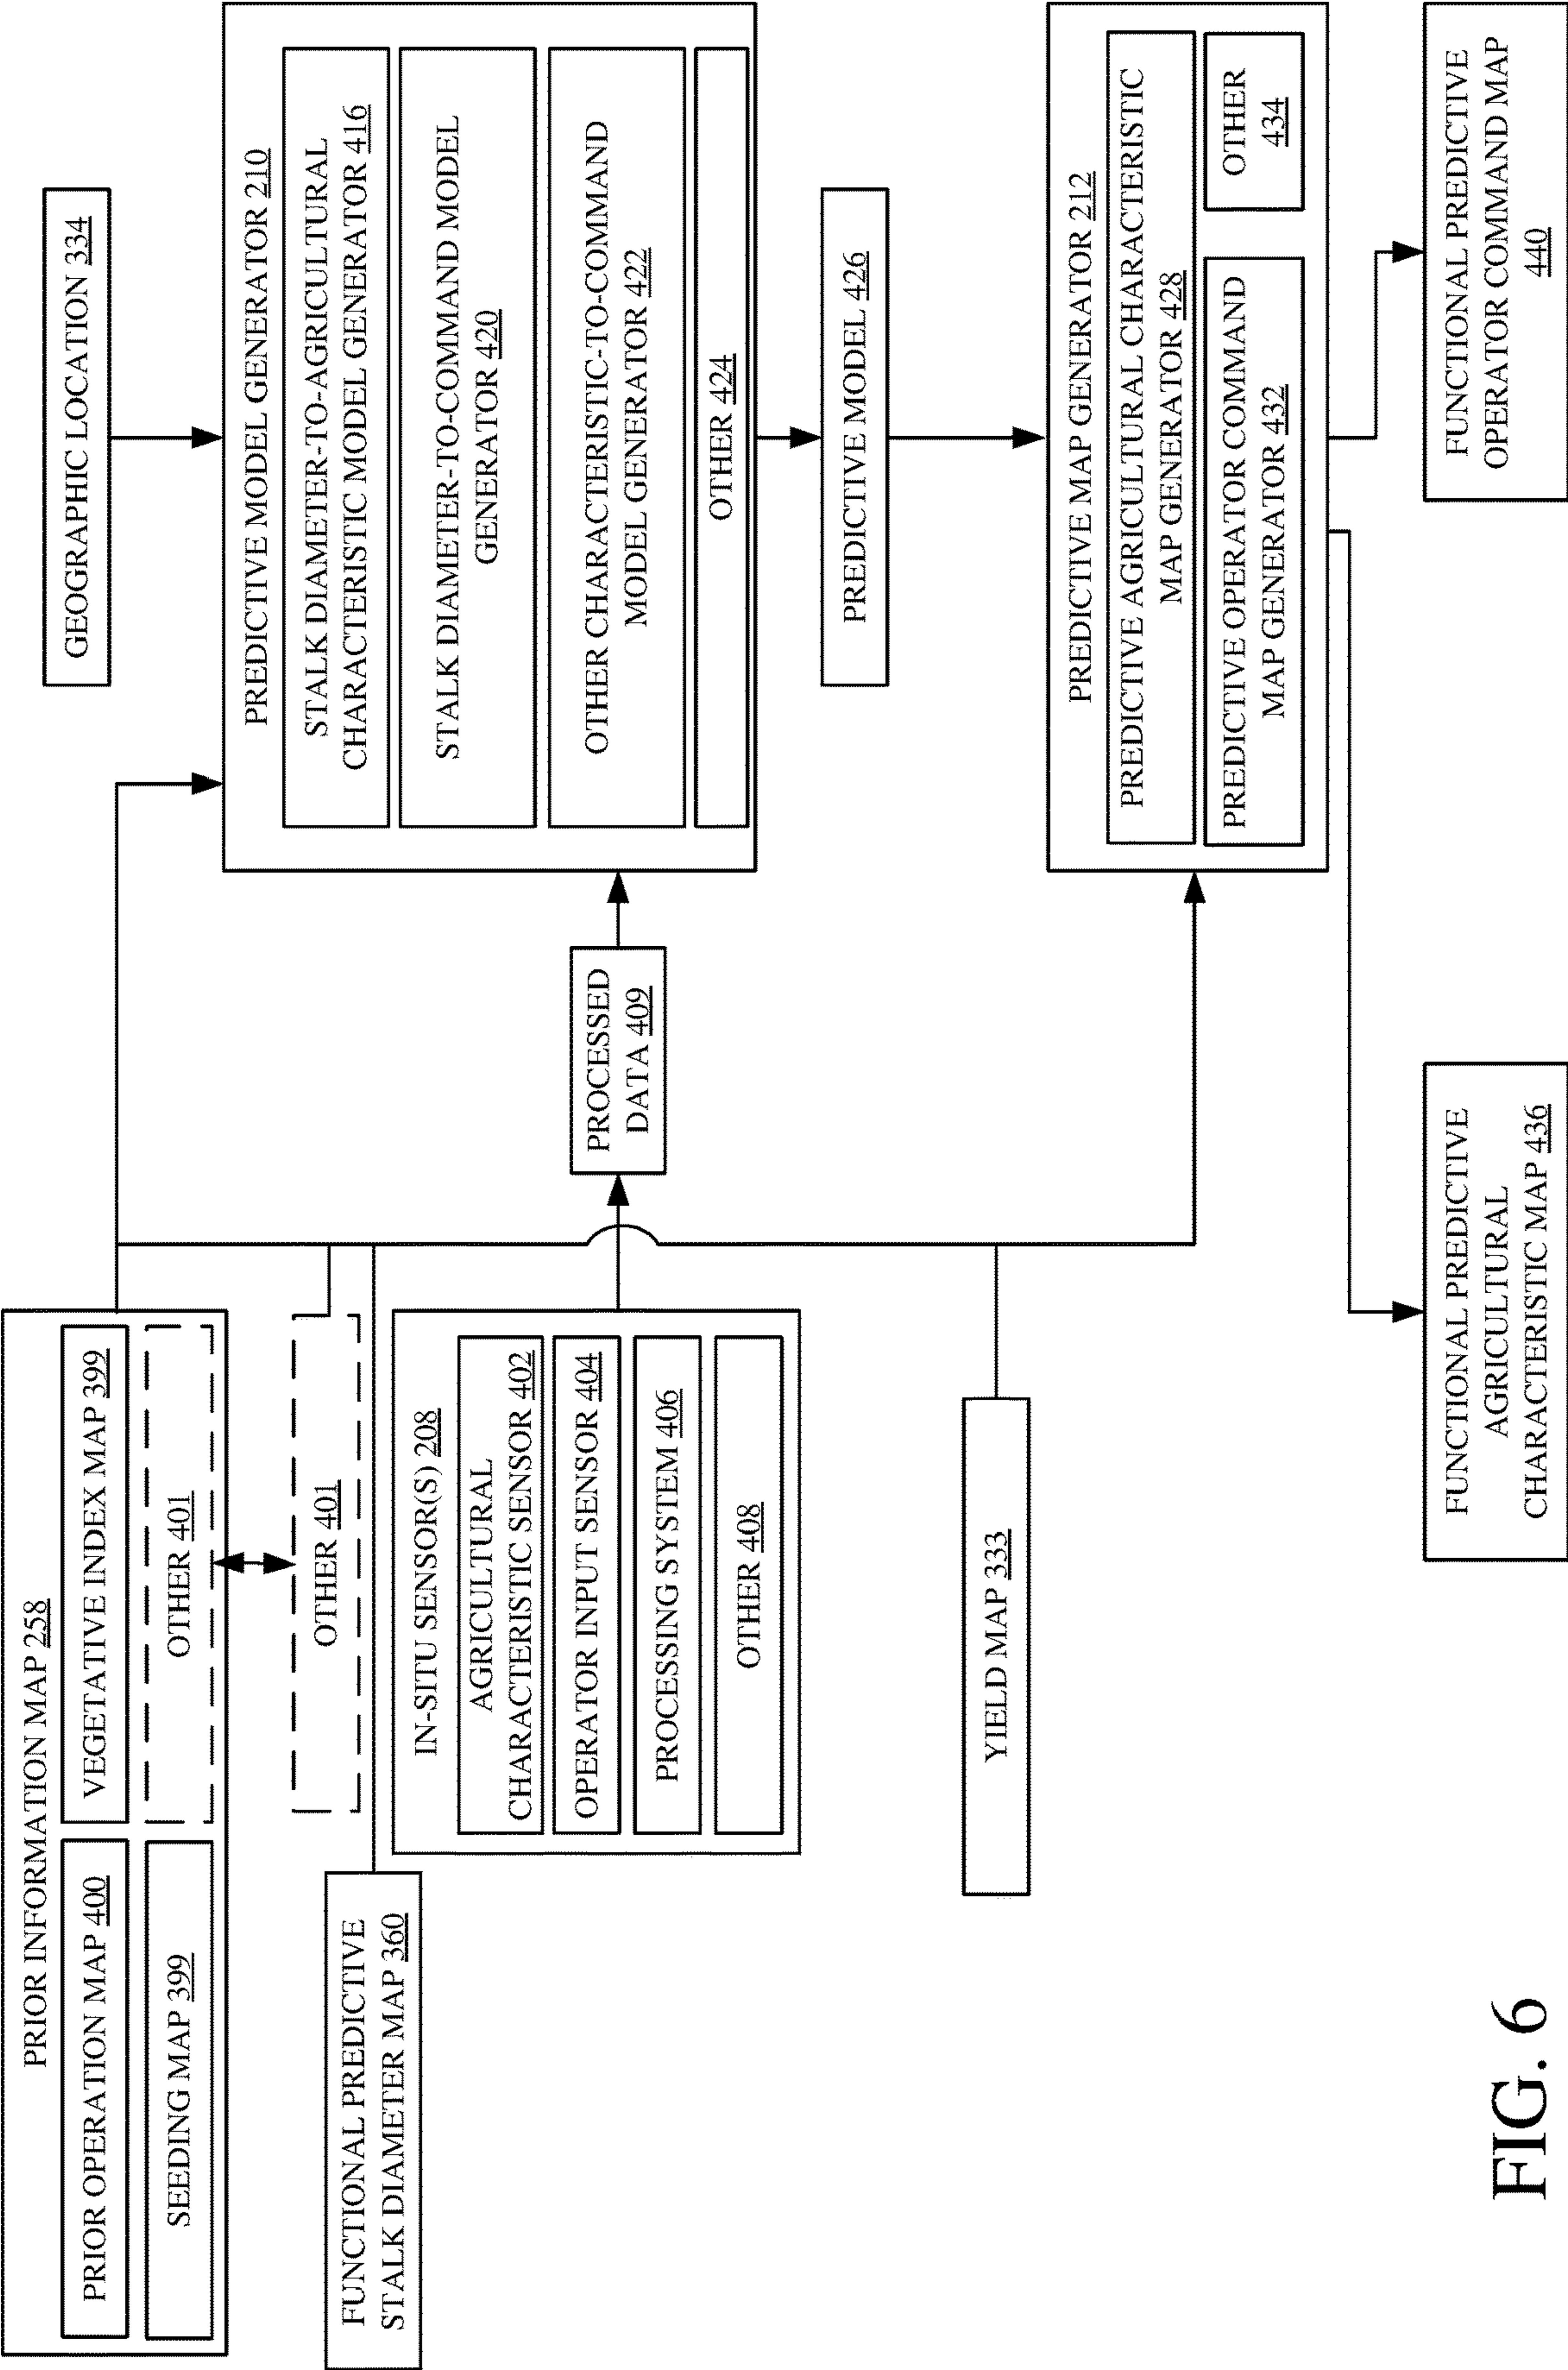 PRIOR INFORMATION MAP 258
PRIOR OPERATION MAP 400
VEGETATIVE INDEX MAP 399
SEEDING MAP 399
OTHER 401
OTHER 401
FUNCTIONAL PREDICTIVE
STALK DIAMETER MAP 360
IN-SITU SENSOR(S) 208
AGRICULTURAL
CHARACTERISTIC SENSOR 402
OPERATOR INPUT SENSOR 404
PROCESSING SYSTEM 406
OTHER 408
YIELD MAP 333
PROCESSED
DATA 409
GEOGRAPHIC LOCATION 334
PREDICTIVE MODEL GENERATOR 210
STALK DIAMETER-TO-AGRICULTURAL
CHARACTERISTIC MODEL GENERATOR 416
STALK DIAMETER-TO-COMMAND MODEL
GENERATOR 420
OTHER CHARACTERISTIC-TO-COMMAND
MODEL GENERATOR 422
OTHER 424
PREDICTIVE MODEL 426
PREDICTIVE MAP GENERATOR 212
PREDICTIVE AGRICULTURAL CHARACTERISTIC
MAP GENERATOR 428
PREDICTIVE OPERATOR COMMAND
MAP GENERATOR 432
OTHER
434
FUNCTIONAL PREDICTIVE
AGRICULTURAL
CHARACTERISTIC MAP 436
FUNCTIONAL PREDICTIVE
OPERATOR COMMAND MAP
440
FIG. 6